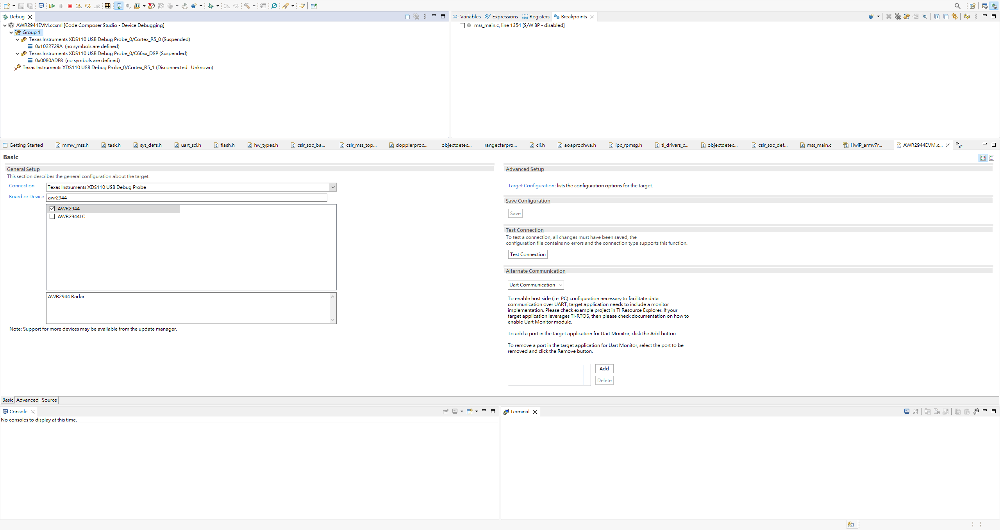 Debug
AWR2944EVM.ccxml [Code Composer Studio - Device Debugging]
Group 1
Texas Instruments XDS110 USB Debug Probe_0/Cortex_R5_0 (Suspended)
0x1022729A (no symbols are defined)
Texas Instruments XDS110 USB Debug Probe_0/C66xx_DSP (Suspended)
0x0080ADF8 (no symbols are defined)
Texas Instruments XDS110 USB Debug Probe_0/Cortex_R5_1 (Disconnected : Unknown)
(x)= Variables Expressions 1010 0101 Registers Breakpoints
mss_main.c, line 1354 [S/W BP - disabled]
Getting Started mmw_mss.h task.h sys_defs.h uart_sci.h flash.h hw_types.h cslr_soc_ba... cslr_mss_top... dopplerproc... objectdetec... rangecfarpro... cli.h aoaprochwa.h ipc_rpmsg.h ti_drivers_c... objectdetec... cslr_soc_def... mss_main.c HwiP_armv7r... AWR2944EVM.c... »24
Basic
General Setup
This section describes the general configuration about the target.
Connection Texas Instruments XDS110 USB Debug Probe
Board or Device awr2944
AWR2944
AWR2944LC
AWR2944 Radar
Note: Support for more devices may be available from the update manager.
Advanced Setup
Target Configuration: lists the configuration options for the target.
Save Configuration
Save
Test Connection
To test a connection, all changes must have been saved, the
configuration file contains no errors and the connection type supports this function.
Test Connection
Alternate Communication
Uart Communication
To enable host side (i.e. PC) configuration necessary to facilitate data
communication over UART, target application needs to include a monitor
implementation. Please check example project in TI Resource Explorer. If your
target application leverages TI-RTOS, then please check documentation on how to
enable Uart Monitor module.
To add a port in the target application for Uart Monitor, click the Add button.
To remove a port in the target application for Uart Monitor, select the port to be
removed and click the Remove button.
Add
Delete
Basic Advanced Source
Console
No consoles to display at this time.
Terminal